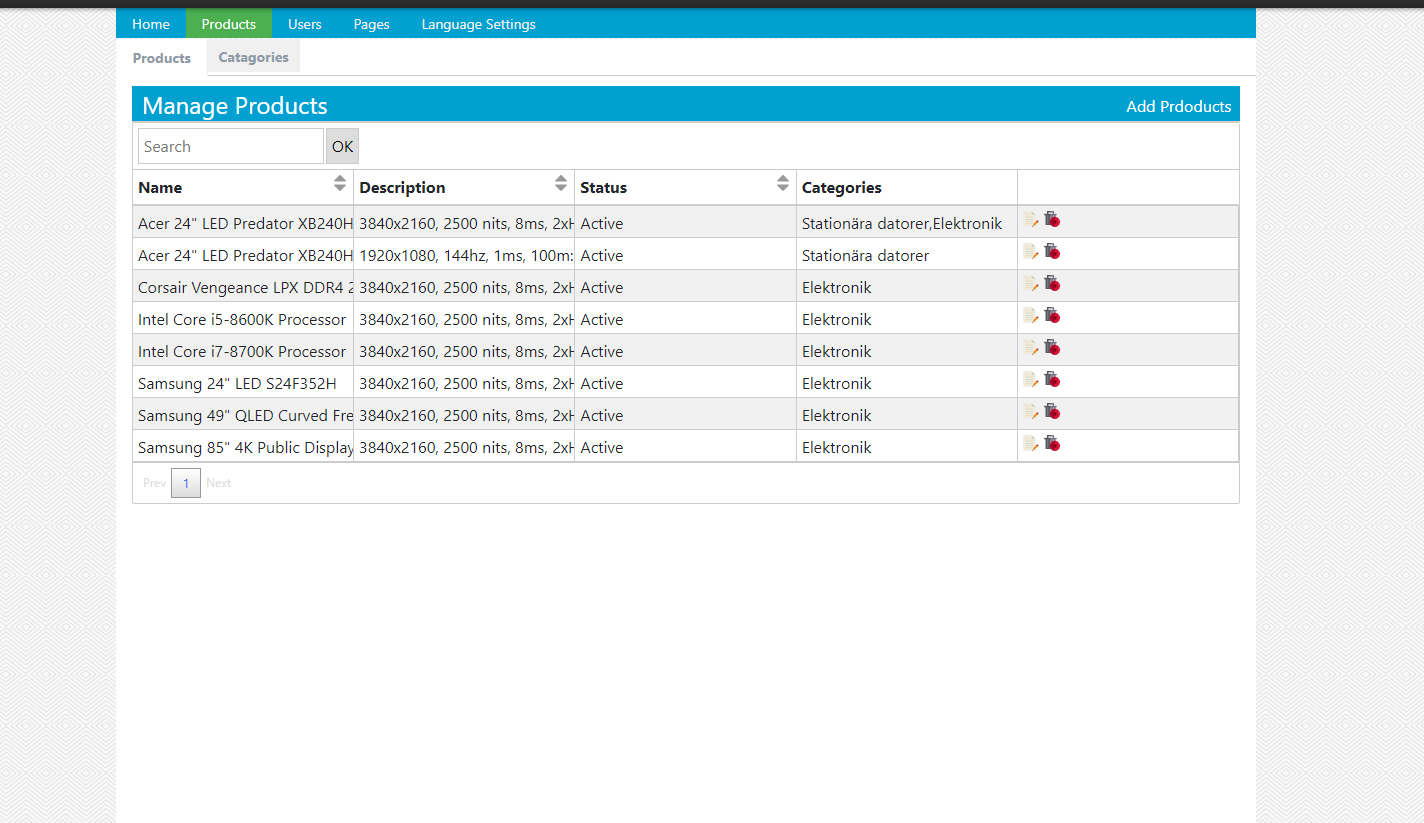 Home Products Users Pages Language Settings
Products Catagories
Manage Products Add Prdoducts
Search OK
Name Description Status Categories
Acer 24" LED Predator XB240H 3840x2160, 2500 nits, 8ms, 2xH Active Stationära datorer,Elektronik
Acer 24" LED Predator XB240H 1920x1080, 144hz, 1ms, 100m: Active Stationära datorer
Corsair Vengeance LPX DDR4 2 3840x2160, 2500 nits, 8ms, 2xH Active Elektronik
Intel Core i5-8600K Processor 3840x2160, 2500 nits, 8ms, 2xH Active Elektronik
Intel Core i7-8700K Processor 3840x2160, 2500 nits, 8ms, 2xH Active Elektronik
Samsung 24" LED S24F352H 3840x2160, 2500 nits, 8ms, 2xH Active Elektronik
Samsung 49" QLED Curved Fre 3840x2160, 2500 nits, 8ms, 2xH Active Elektronik
Samsung 85" 4K Public Display 3840x2160, 2500 nits, 8ms, 2xH Active Elektronik
Prev 1 Next